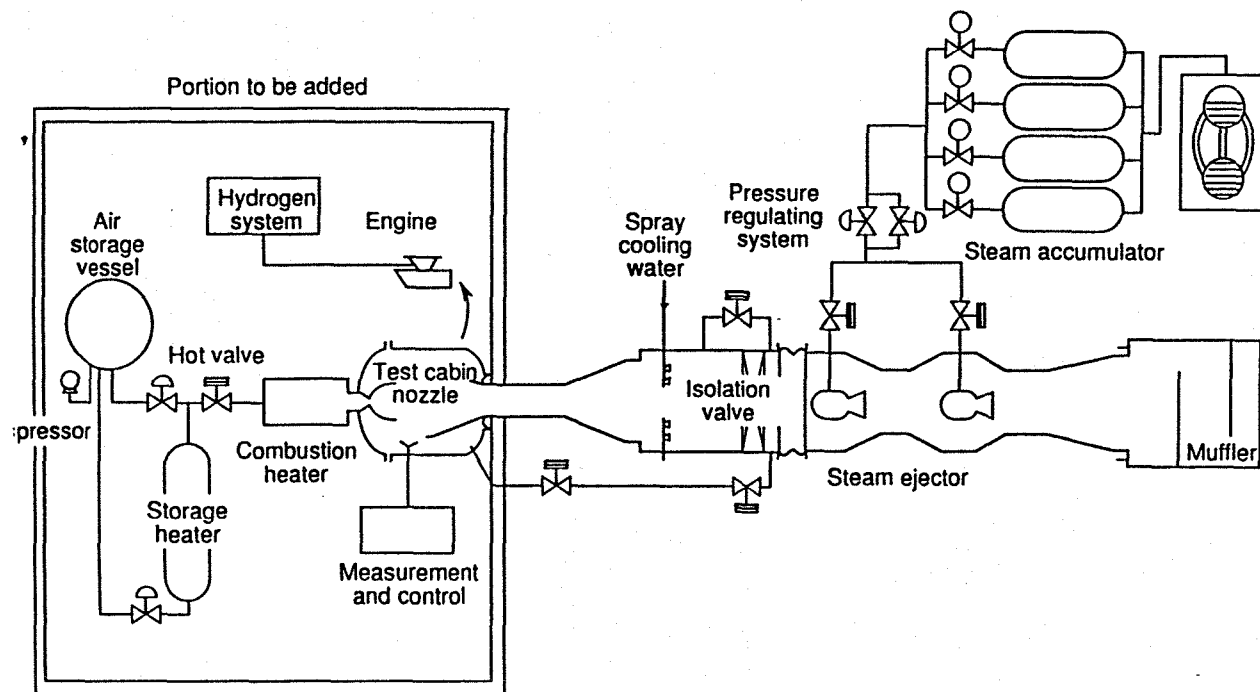 Portion to be added
Hydrogen
system
Engine
Air
storage
vessel
Hot valve
Test cabin
nozzle
pressor
Combustion
heater
Storage
heater
Measurement
and control
Spray
cooling
water
Pressure
regulating
system
Isolation
valve
Steam accumulator
Steam ejector
Muffler